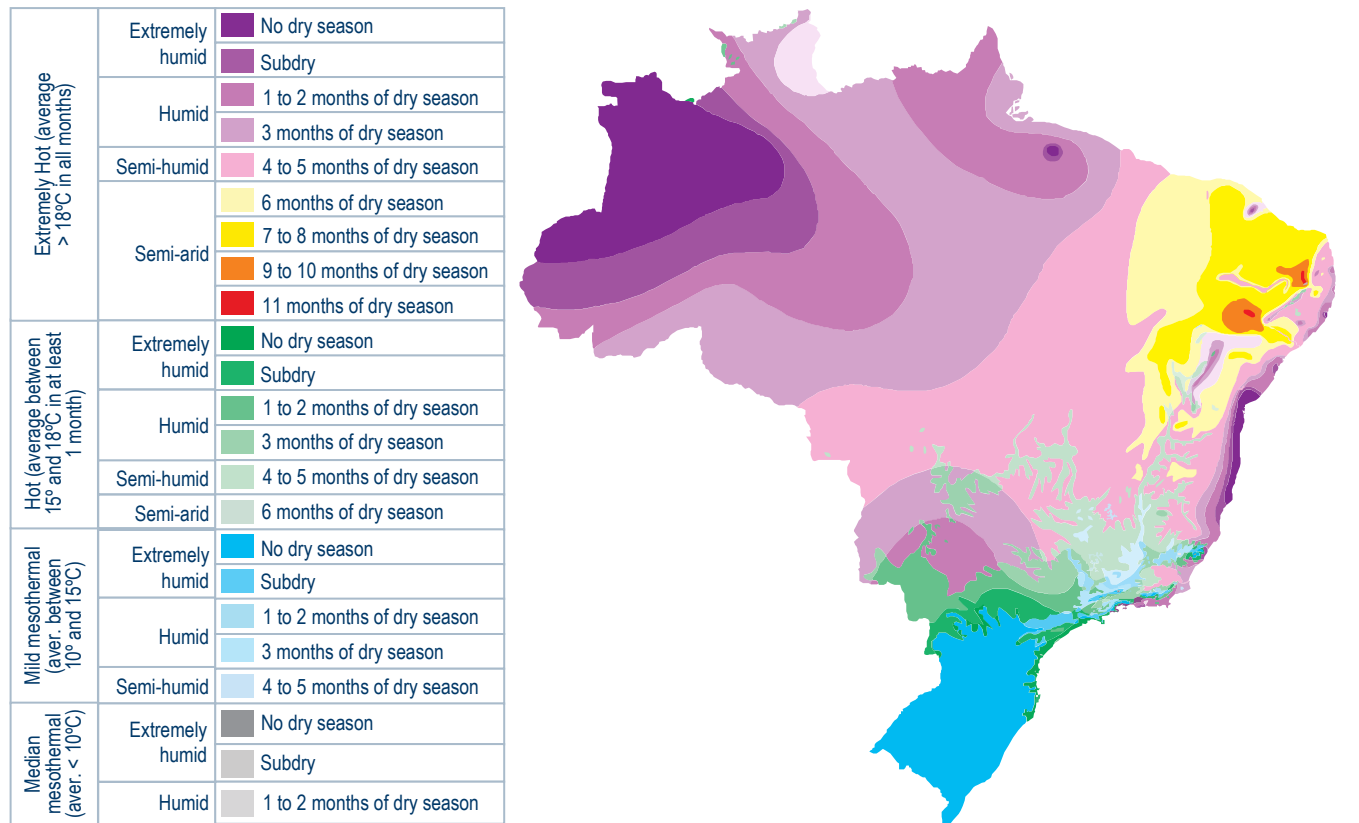 Extremely Hot (average
> 18ºC in all months)
Extremely
humid
No dry season
Subdry
Humid
1 to 2 months of dry season
3 months of dry season
Semi-humid
4 to 5 months of dry season
Semi-arid
6 months of dry season
7 to 8 months of dry season
9 to 10 months of dry season
11 months of dry season
Hot (average between
15º and 18ºC in at least
1 month)
Extremely
humid
No dry season
Subdry
Humid
1 to 2 months of dry season
3 months of dry season
Semi-humid
4 to 5 months of dry season
Semi-arid
6 months of dry season
Mild mesothermal
(aver. between
10º and 15ºC)
Extremely
humid
No dry season
Subdry
Humid
1 to 2 months of dry season
3 months of dry season
Semi-humid
4 to 5 months of dry season
Median
mesothermal
(aver. < 10ºC)
Extremely
humid
No dry season
Subdry
Humid
1 to 2 months of dry season